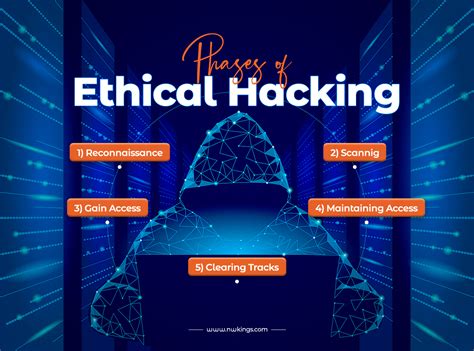 Phases of
Ethical Hacking
1) Reconnaissance
2) Scannig
3) Gain Access
4) Maintaining Access
5) Clearing Tracks
www.nwkings.com